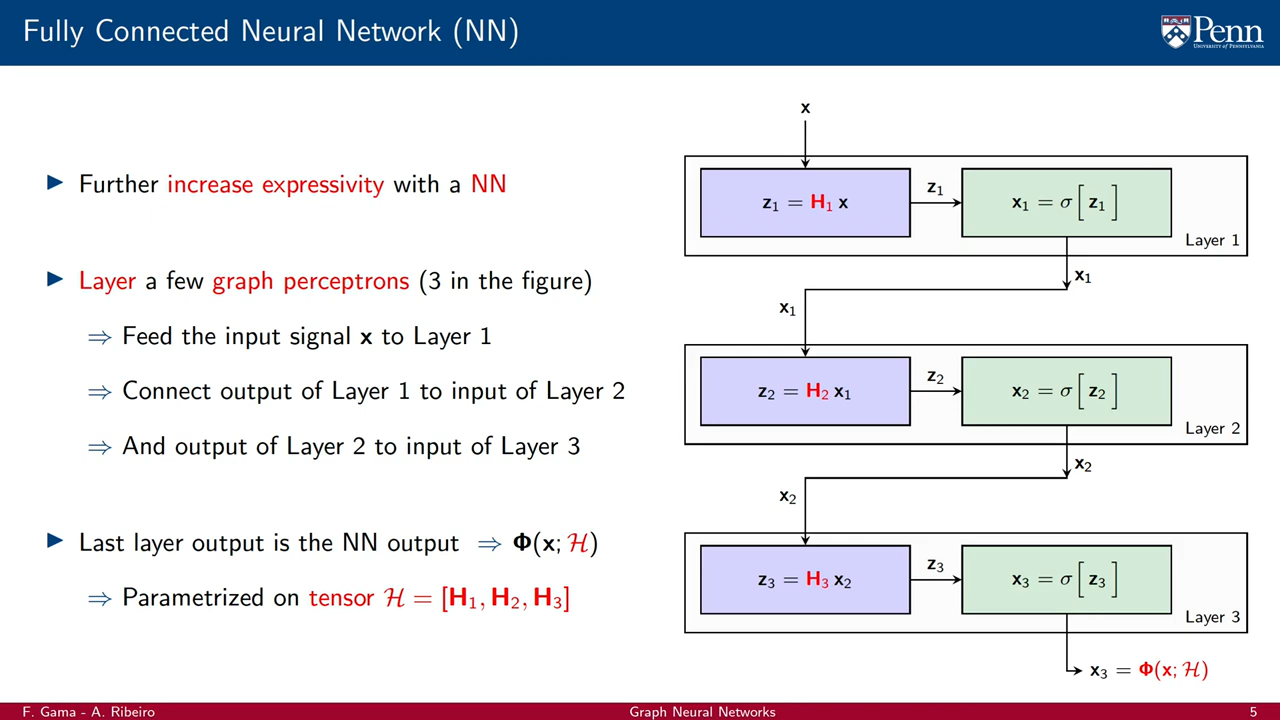 Fully Connected Neural Network (NN)
Penn
UNIVERSITY OF PENNSYLVANIA
▶ Further increase expressivity with a NN
▶ Layer a few graph perceptrons (3 in the figure)
⇒ Feed the input signal x to Layer 1
⇒ Connect output of Layer 1 to input of Layer 2
⇒ And output of Layer 2 to input of Layer 3
▶ Last layer output is the NN output ⇒ Φ(x; ℋ)
⇒ Parametrized on tensor ℋ = [H₁, H₂, H₃]
x
z₁ = H₁ x
z₁
x₁ = σ[z₁]
Layer 1
x₁
x₁
z₂ = H₂ x₁
z₂
x₂ = σ[z₂]
Layer 2
x₂
x₂
z₃ = H₃ x₂
z₃
x₃ = σ[z₃]
Layer 3
x₃ = Φ(x; ℋ)
F. Gama - A. Ribeiro
Graph Neural Networks
5